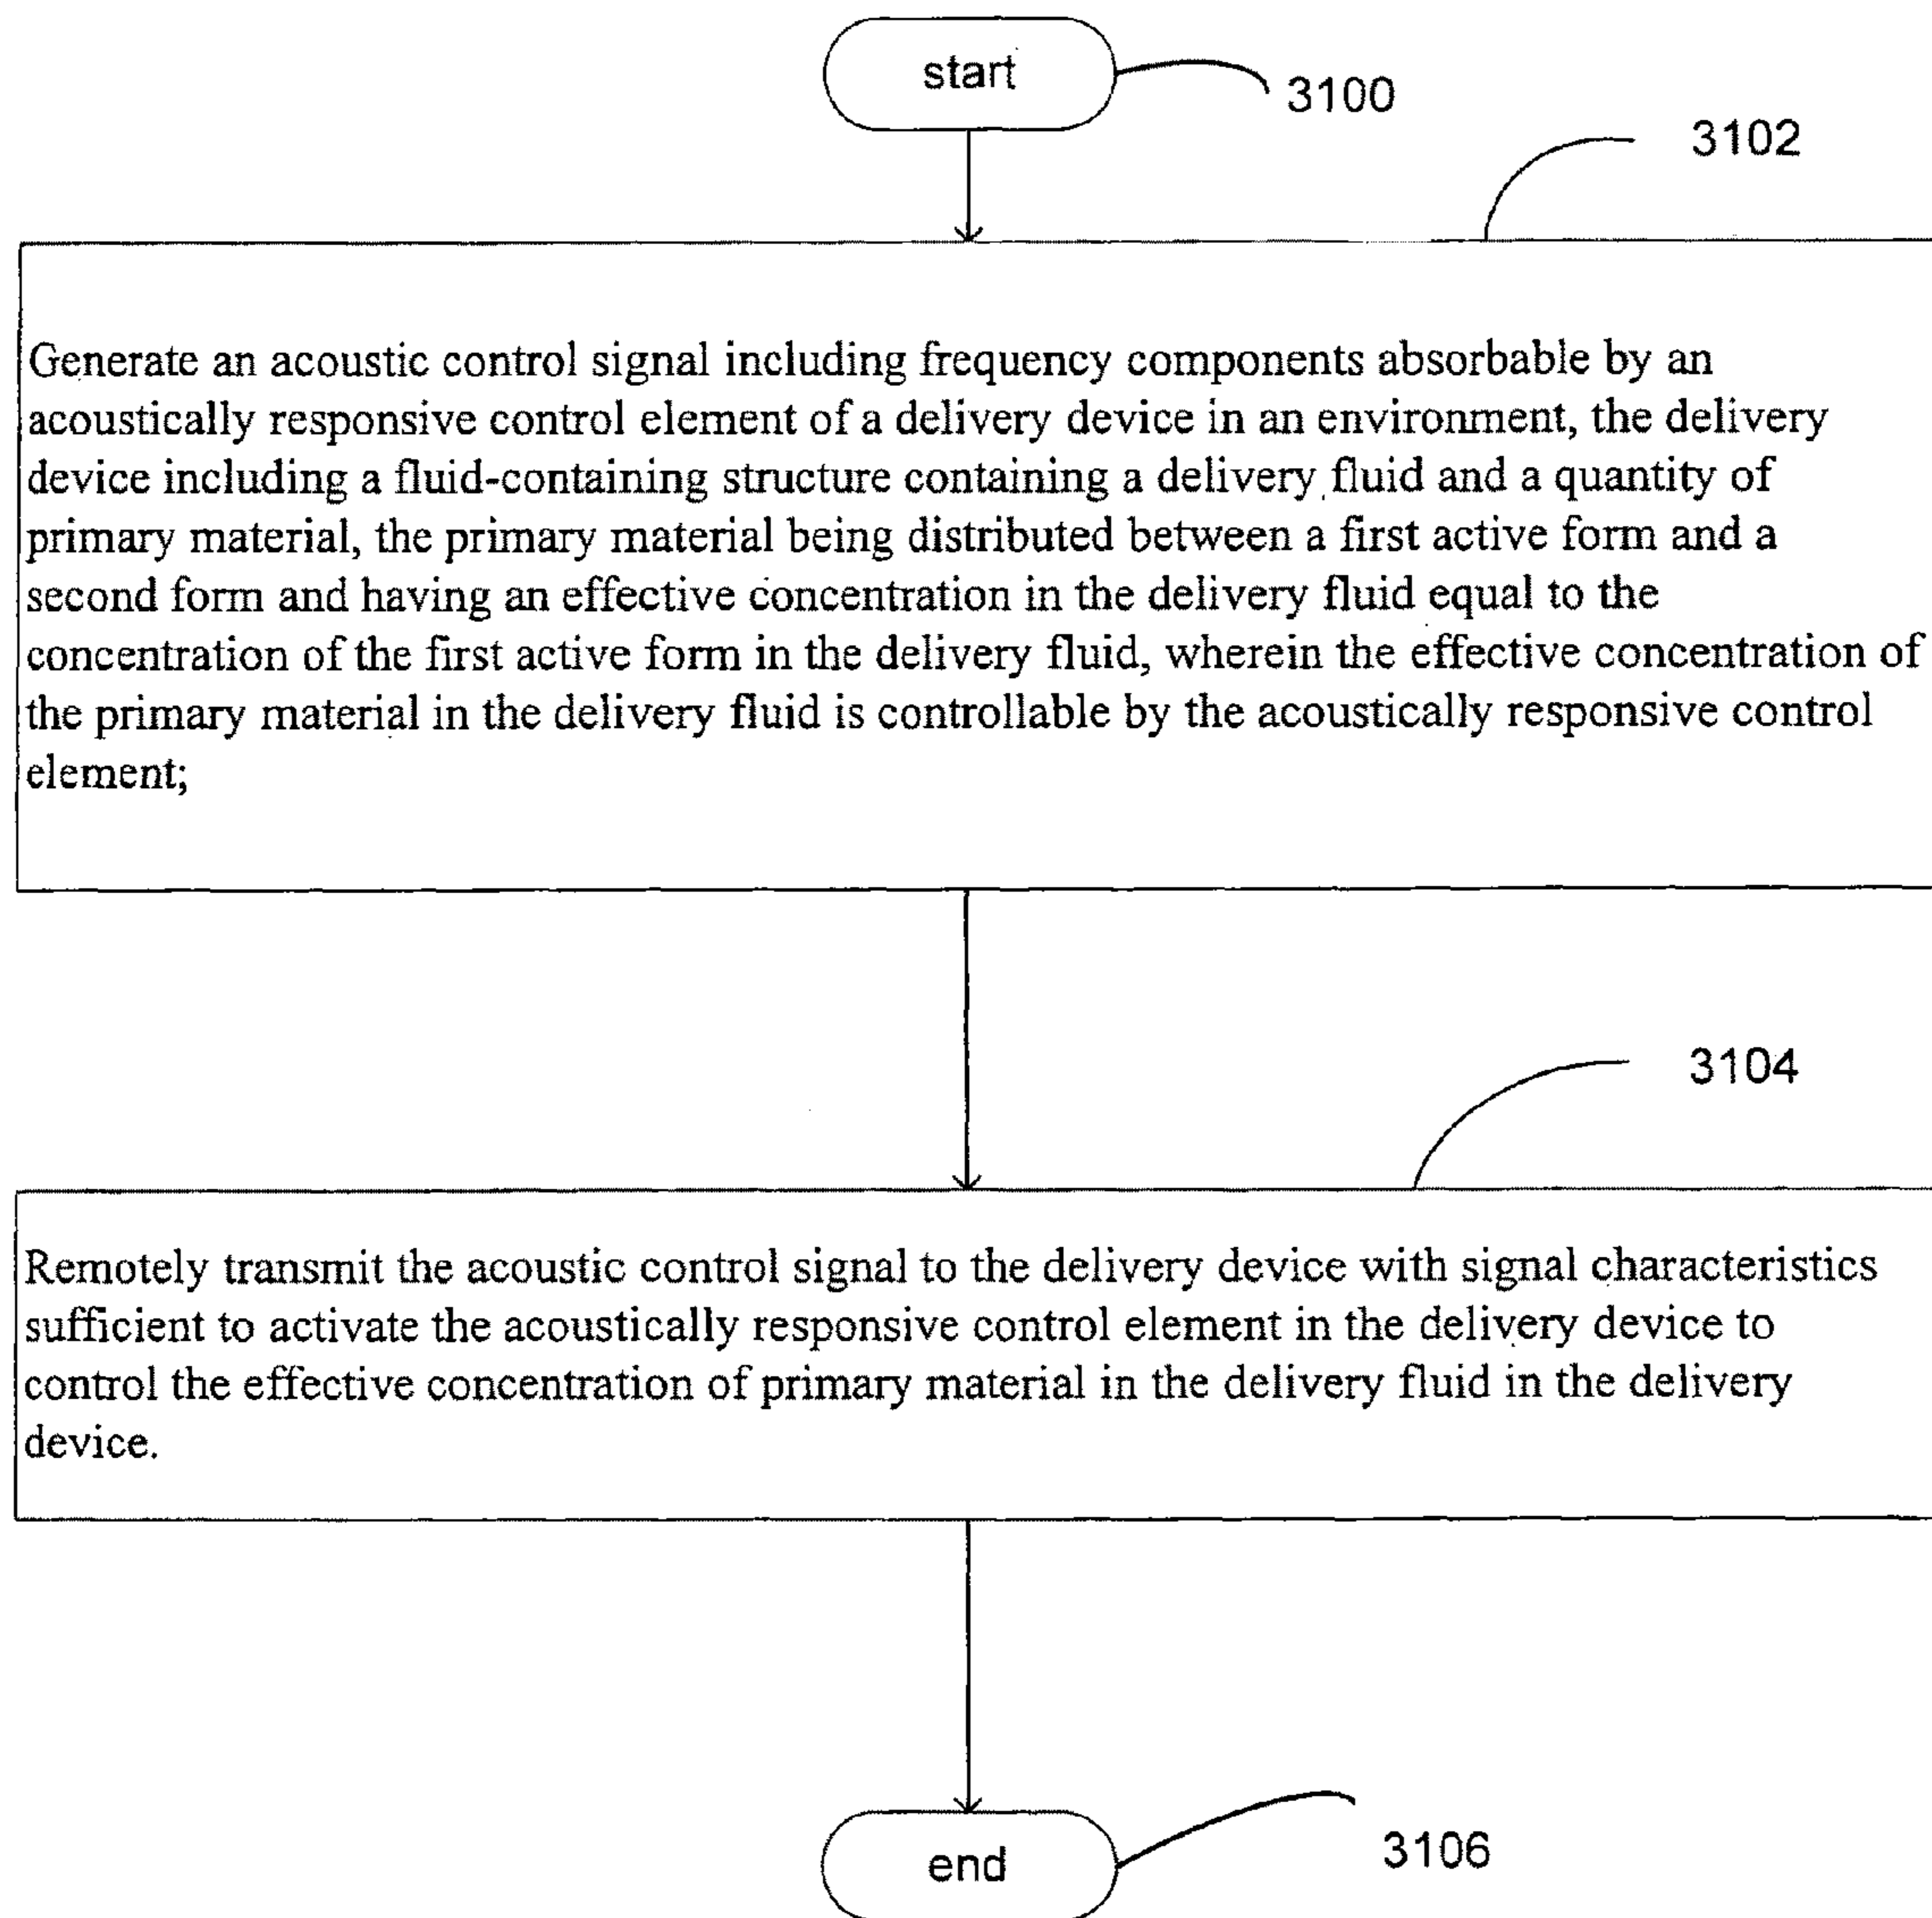 start
3100
3102
Generate an acoustic control signal including frequency components absorbable by an
acoustically responsive control element of a delivery device in an environment, the delivery
device including a fluid-containing structure containing a delivery fluid and a quantity of
primary material, the primary material being distributed between a first active form and a
second form and having an effective concentration in the delivery fluid equal to the
concentration of the first active form in the delivery fluid, wherein the effective concentration of
the primary material in the delivery fluid is controllable by the acoustically responsive control
element;
3104
Remotely transmit the acoustic control signal to the delivery device with signal characteristics
sufficient to activate the acoustically responsive control element in the delivery device to
control the effective concentration of primary material in the delivery fluid in the delivery
device.
end
3106